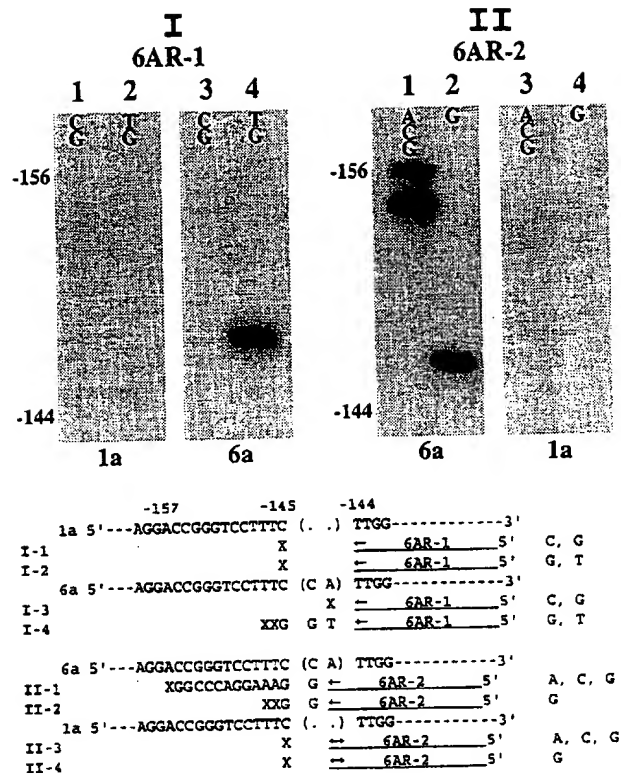 I II
6AR-1 6AR-2
1 2 3 4 1 2 3 4
C G T G C G T G A C G G A C G G
-156 -156
-144 -144
1a 6a 6a 1a
-157 -145 -144
1a 5'---AGGACCGGGTCCTTTC (. .) TTGG------------3'
I-1 X ← 6AR-1 5' C, G
I-2 X ← 6AR-1 5' G, T
6a 5'---AGGACCGGGTCCTTTC (C A) TTGG------------3'
I-3 X ← 6AR-1 5' C, G
I-4 XXG G T ← 6AR-1 5' G, T
6a 5'---AGGACCGGGTCCTTTC (C A) TTGG------------3'
II-1 XGGCCCAGGAAAG G ← 6AR-2 5' A, C, G
II-2 XXG G ← 6AR-2 5' G
1a 5'---AGGACCGGGTCCTTTC (. .) TTGG------------3'
II-3 X ↔ 6AR-2 5' A, C, G
II-4 X ↔ 6AR-2 5' G